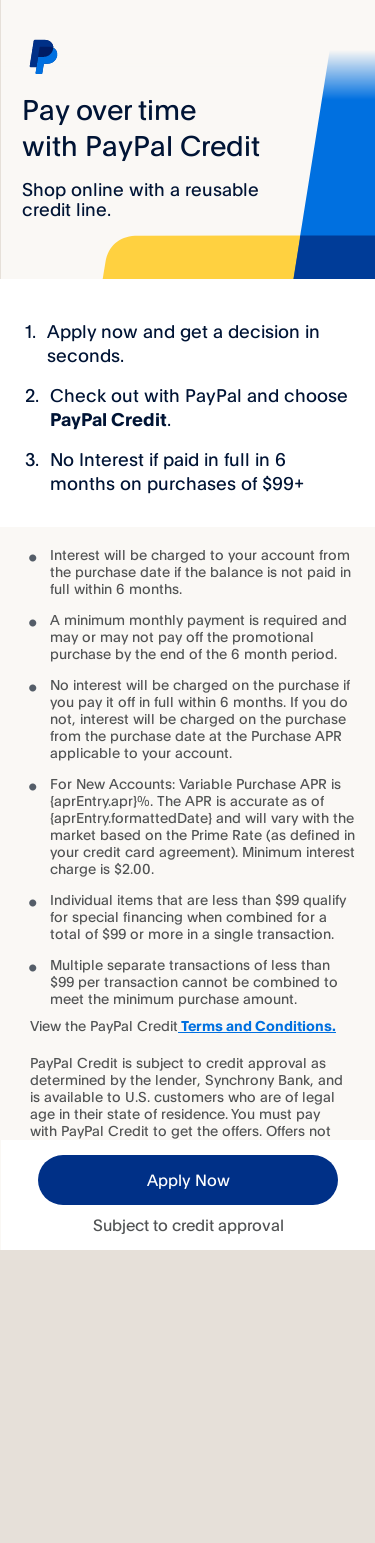 Pay over time
with PayPal Credit
Shop online with a reusable
credit line.
1. Apply now and get a decision in
seconds.
2. Check out with PayPal and choose
PayPal Credit.
3. No Interest if paid in full in 6
months on purchases of $99+
Interest will be charged to your account from
the purchase date if the balance is not paid in
full within 6 months.
A minimum monthly payment is required and
may or may not pay off the promotional
purchase by the end of the 6 month period.
No interest will be charged on the purchase if
you pay it off in full within 6 months. If you do
not, interest will be charged on the purchase
from the purchase date at the Purchase APR
applicable to your account.
For New Accounts: Variable Purchase APR is
{aprEntry.apr}%. The APR is accurate as of
{aprEntry.formattedDate} and will vary with the
market based on the Prime Rate (as defined in
your credit card agreement). Minimum interest
charge is $2.00.
Individual items that are less than $99 qualify
for special financing when combined for a
total of $99 or more in a single transaction.
Multiple separate transactions of less than
$99 per transaction cannot be combined to
meet the minimum purchase amount.
View the PayPal Credit Terms and Conditions.
PayPal Credit is subject to credit approval as
determined by the lender, Synchrony Bank, and
is available to U.S. customers who are of legal
age in their state of residence. You must pay
with PayPal Credit to get the offers. Offers not
Apply Now
Subject to credit approval